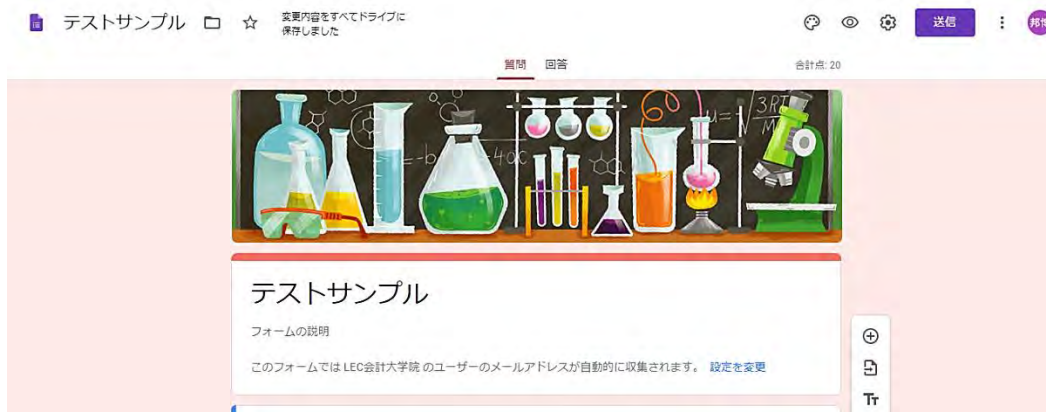 テストサンプル
変更内容をすべてドライブに
保存しました
送信
質問 回答
合計点: 20
テストサンプル
フォームの説明
このフォームでは LEC会計大学院 のユーザーのメールアドレスが自動的に収集されます。 設定を変更
Tт